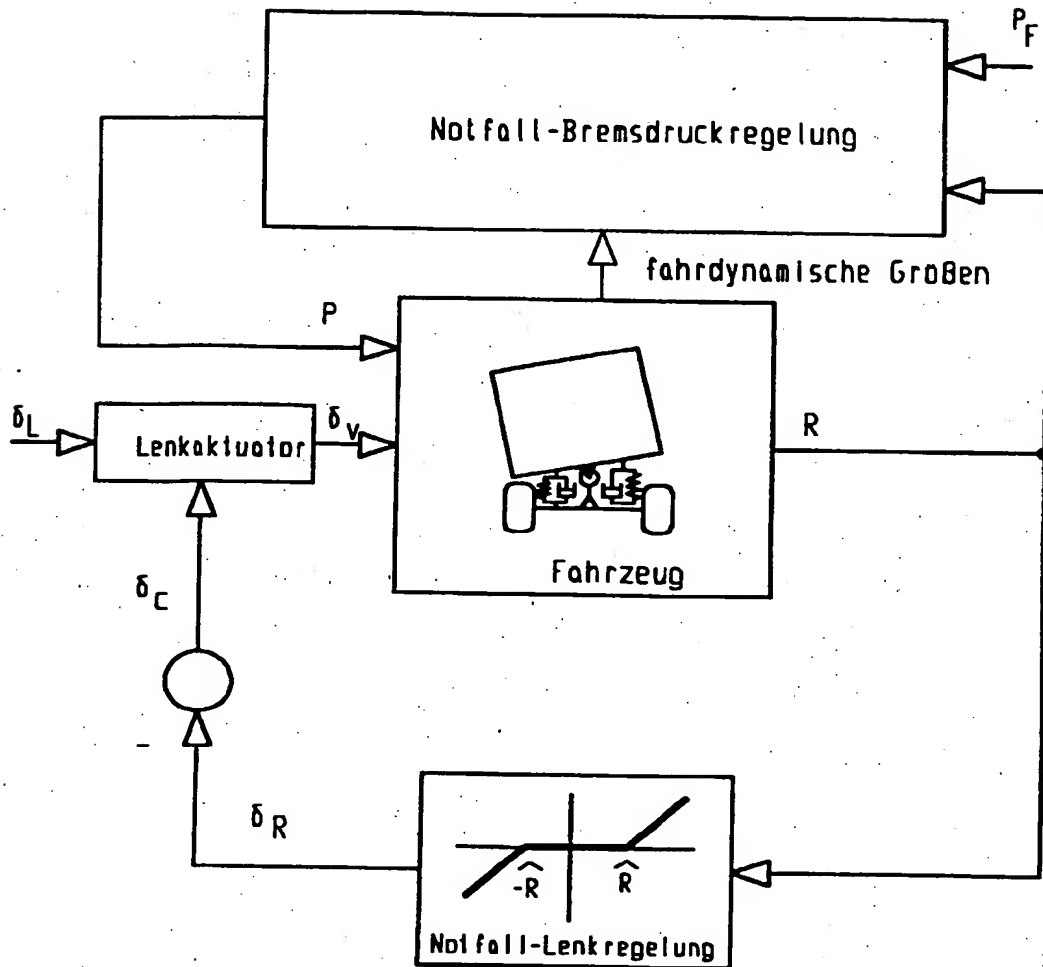 P_F
Notfall-Bremsdruckregelung
fahrdynamische Größen
P
δ_L
Lenkaktuator
δ_v
R
Fahrzeug
δ_C
-
δ_R
-R̂
R̂
Notfall-Lenkregelung